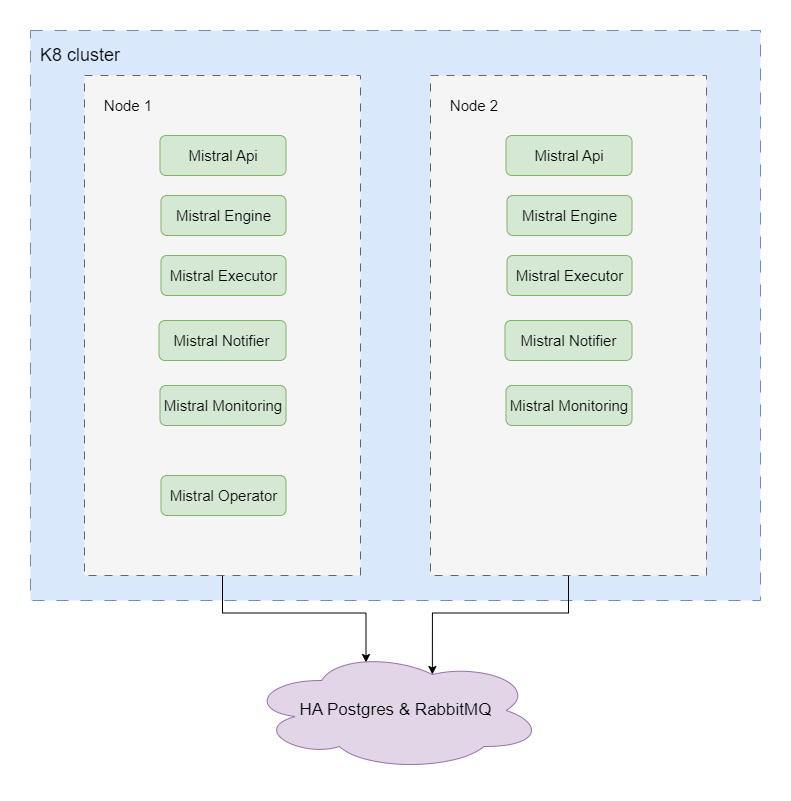 K8 cluster
Node 1
Mistral Api
Mistral Engine
Mistral Executor
Mistral Notifier
Mistral Monitoring
Mistral Operator
Node 2
Mistral Api
Mistral Engine
Mistral Executor
Mistral Notifier
Mistral Monitoring
HA Postgres & RabbitMQ